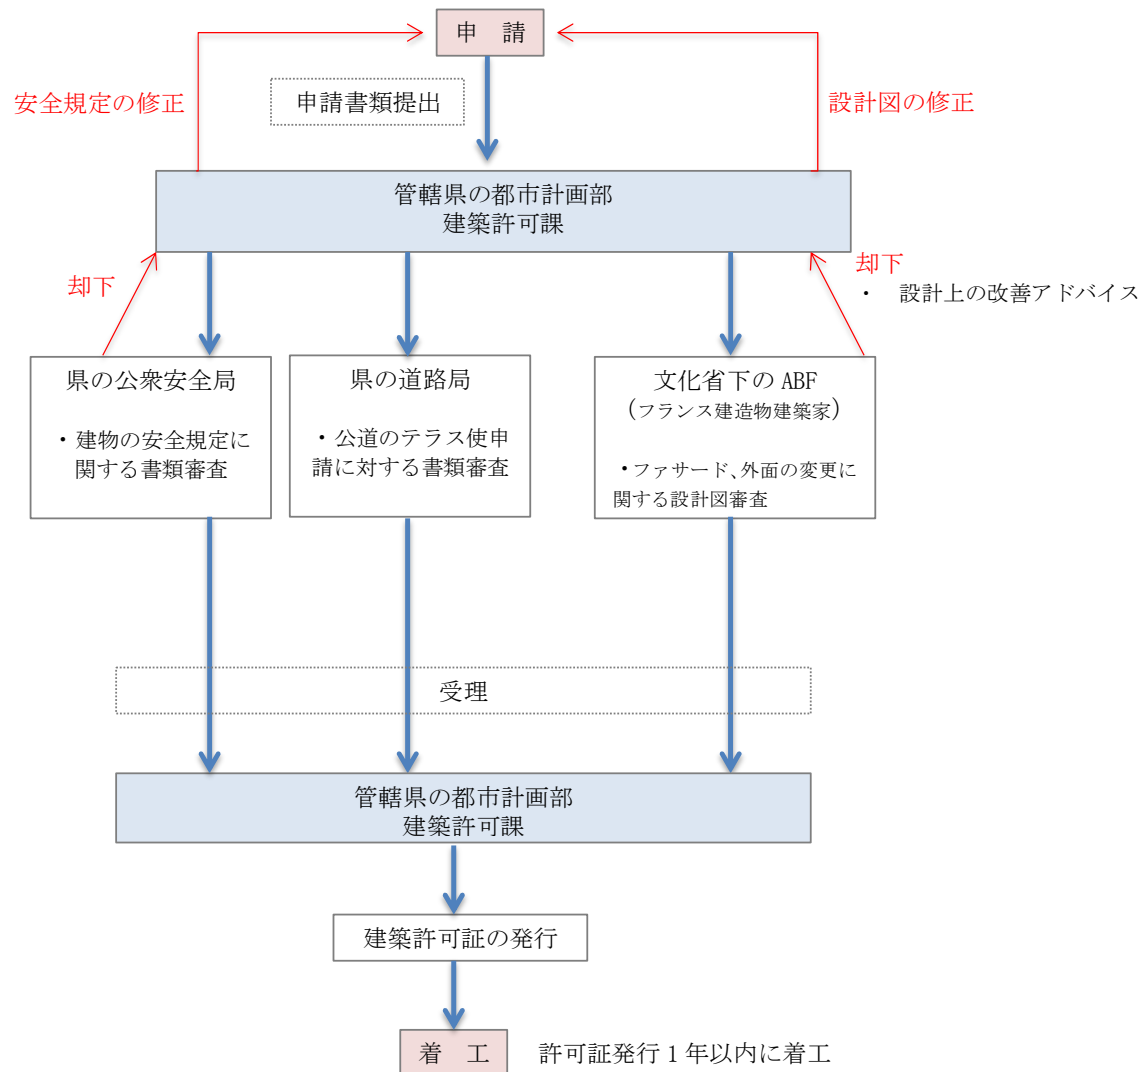 申　請
安全規定の修正
申請書類提出
設計図の修正
管轄県の都市計画部
建築許可課
却下
却下
・　設計上の改善アドバイス
県の公衆安全局
・建物の安全規定に
関する書類審査
県の道路局
・公道のテラス使申
請に対する書類審査
文化省下の ABF
(フランス建造物建築家)
・ファサード、外面の変更に
関する設計図審査
受理
管轄県の都市計画部
建築許可課
建築許可証の発行
着　工
許可証発行 1 年以内に着工